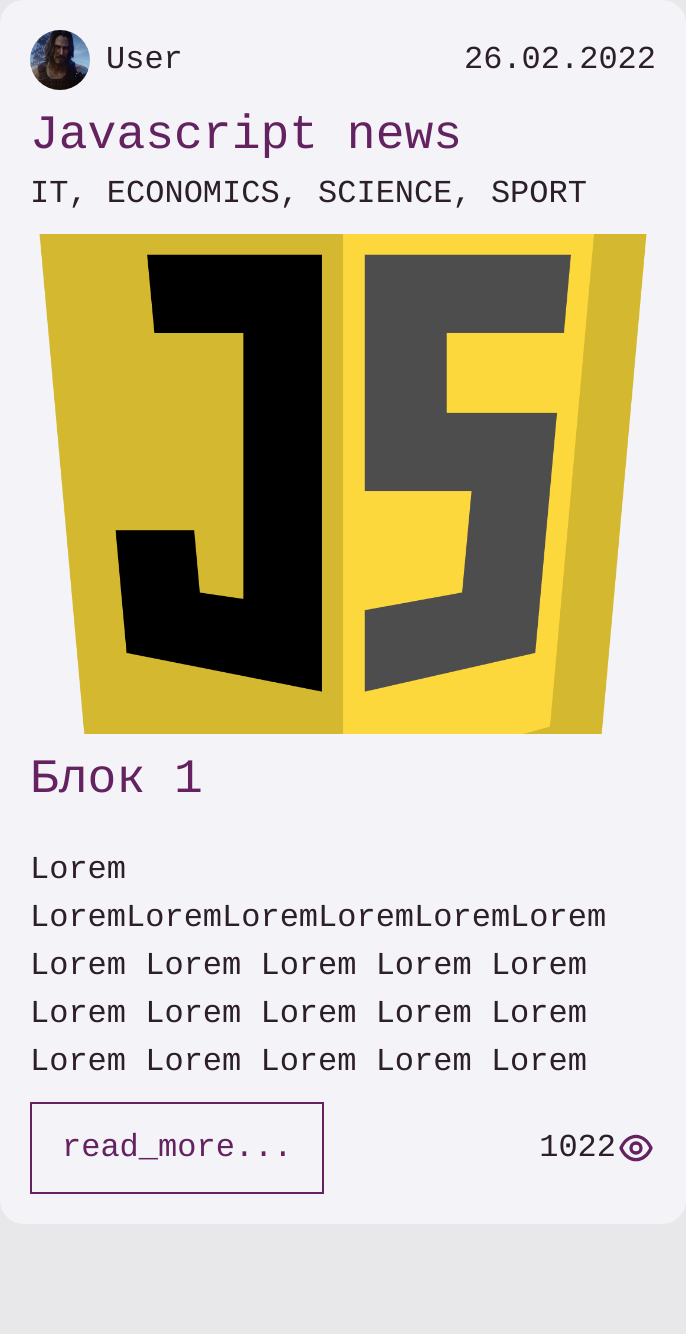 User 26.02.2022
Javascript news
IT, ECONOMICS, SCIENCE, SPORT
JS
Блок 1
Lorem
LoremLoremLoremLoremLoremLorem
Lorem Lorem Lorem Lorem Lorem
Lorem Lorem Lorem Lorem Lorem
Lorem Lorem Lorem Lorem Lorem
read_more... 1022